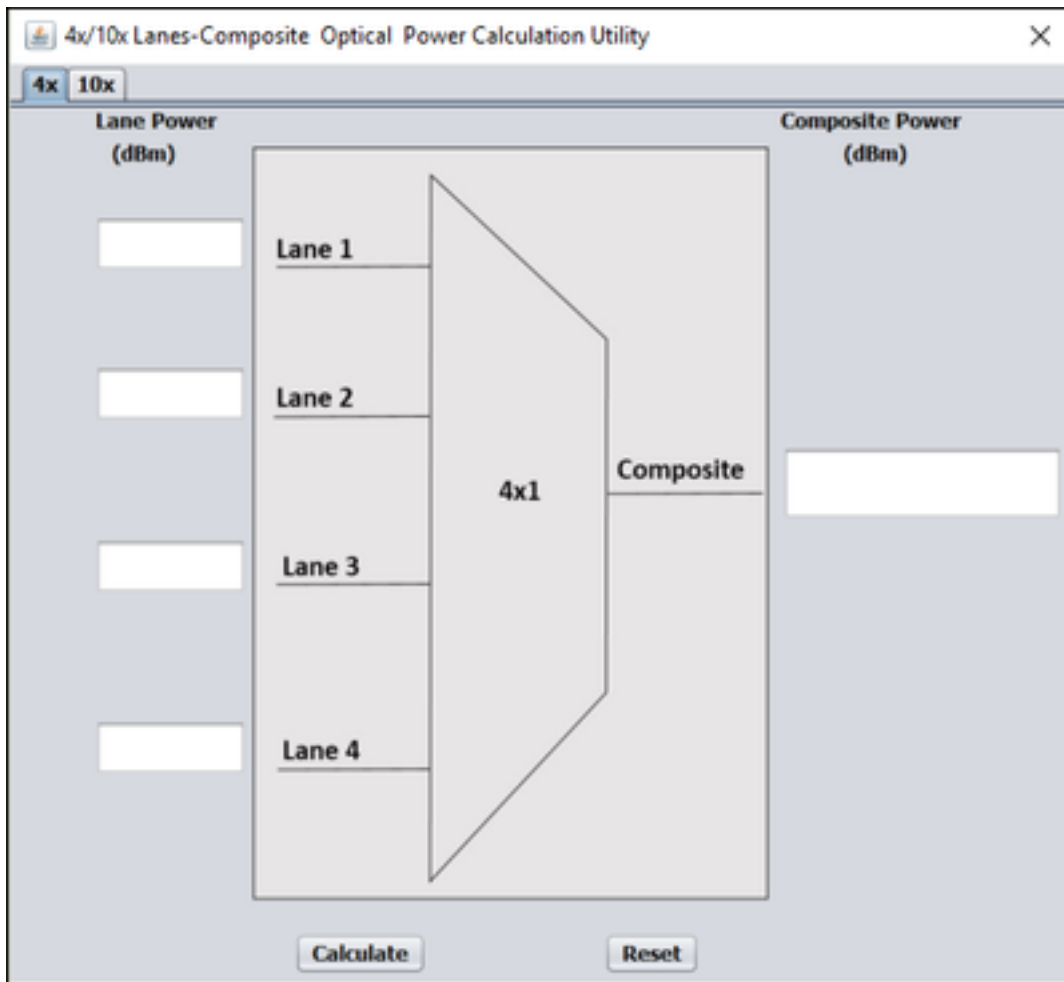 4x/10x Lanes-Composite Optical Power Calculation Utility
4x 10x
Lane Power
(dBm)
Composite Power
(dBm)
Lane 1
Lane 2
4x1
Composite
Lane 3
Lane 4
Calculate
Reset